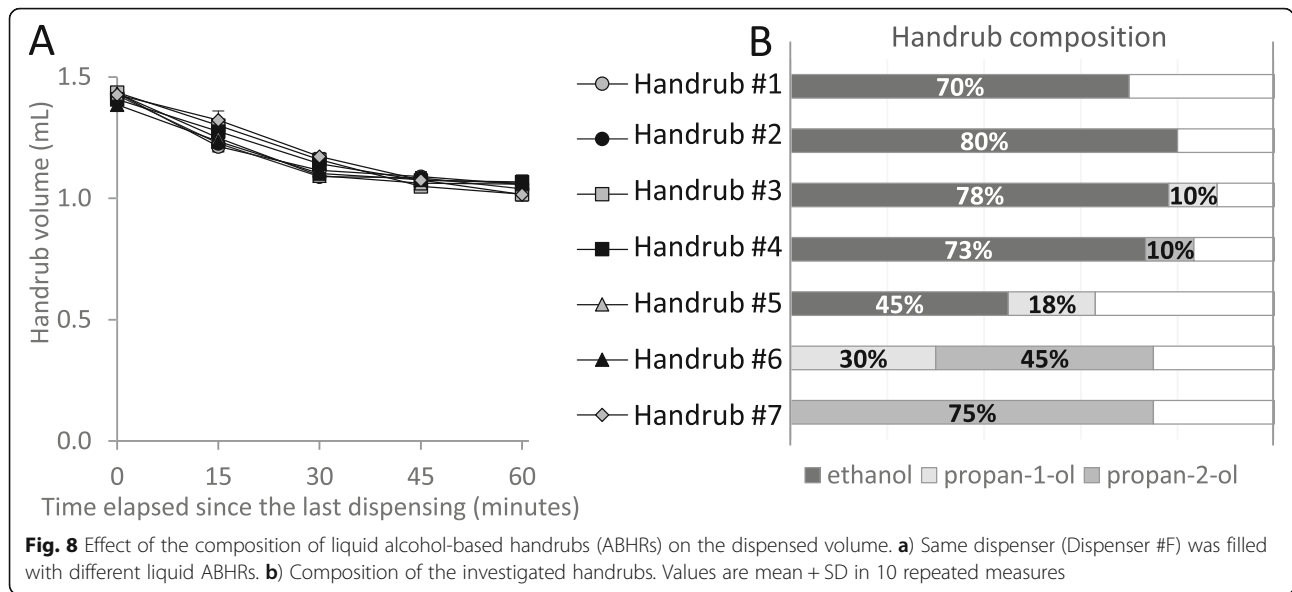 A
B
Handrub composition
1.5
1.0
0.5
0.0
Handrub volume (mL)
0 15 30 45 60
Time elapsed since the last dispensing (minutes)
Handrub #1 70%
Handrub #2 80%
Handrub #3 78% 10%
Handrub #4 73% 10%
Handrub #5 45% 18%
Handrub #6 30% 45%
Handrub #7 75%
ethanol propan-1-ol propan-2-ol
Fig. 8 Effect of the composition of liquid alcohol-based handrubs (ABHRs) on the dispensed volume. a) Same dispenser (Dispenser #F) was filled
with different liquid ABHRs. b) Composition of the investigated handrubs. Values are mean + SD in 10 repeated measures